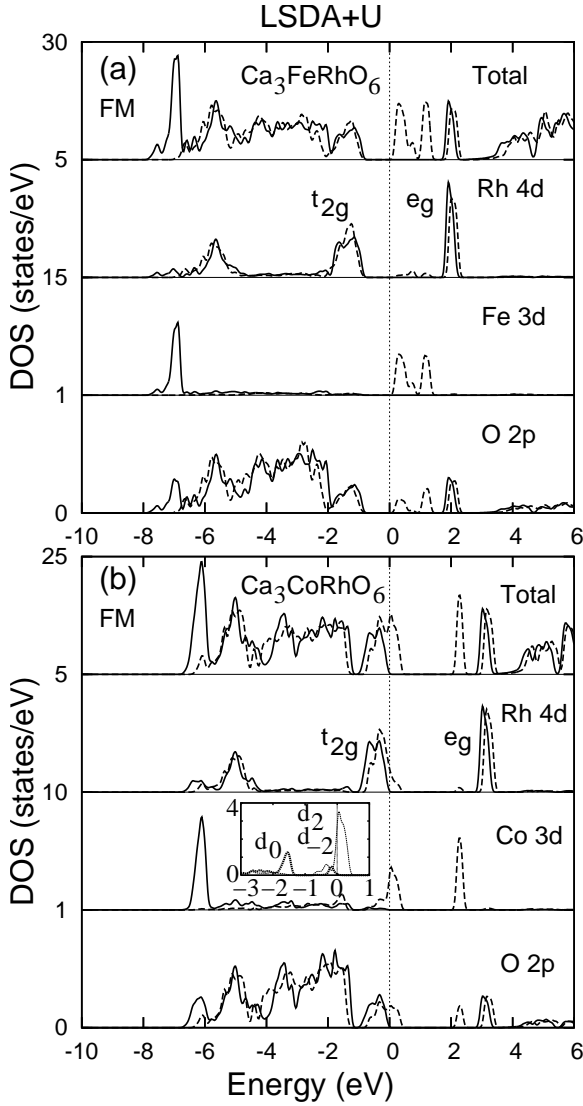 LSDA+U
30
(a) Ca3FeRhO6 Total
FM
5
t2g eg Rh 4d
15
Fe 3d
1
O 2p
0
-10 -8 -6 -4 -2 0 2 4 6
DOS (states/eV)
25
(b) Ca3CoRhO6 Total
FM
5
Rh 4d
t2g eg
10
4 d2 Co 3d
d0 d-2
0
-3 -2 -1 0 1
1
O 2p
0
-10 -8 -6 -4 -2 0 2 4 6
DOS (states/eV)
Energy (eV)